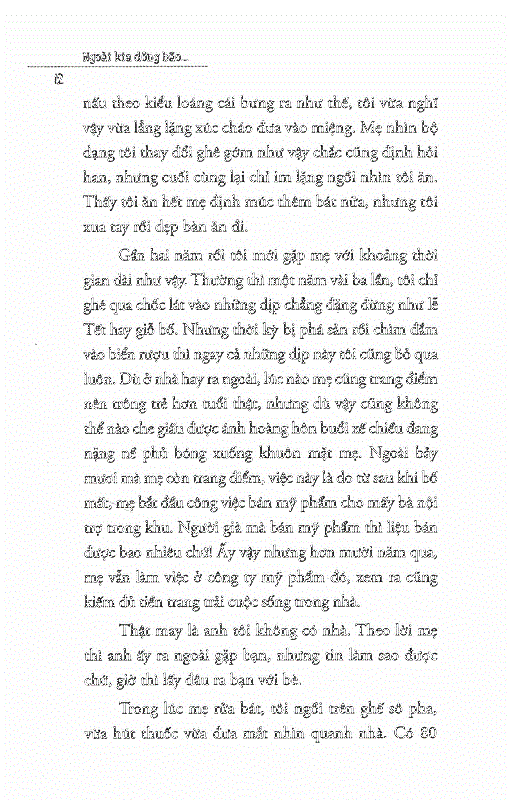 Ngoài kia dông bão...
12
nấu theo kiểu loáng cái bưng ra như thế, tôi vừa nghĩ
vậy vừa lẳng lặng xúc cháo đưa vào miệng. Mẹ nhìn bộ
dạng tôi thay đổi ghê gớm như vậy chắc cũng định hỏi
han, nhưng cuối cùng lại chỉ im lặng ngồi nhìn tôi ăn.
Thấy tôi ăn hết mẹ định múc thêm bát nữa, nhưng tôi
xua tay rồi dẹp bàn ăn đi.
Gần hai năm rồi tôi mới gặp mẹ với khoảng thời
gian dài như vậy. Thường thì một năm vài ba lần, tôi chỉ
ghé qua chốc lát vào những dịp chẳng đặng đừng như lễ
Tết hay giỗ bố. Nhưng thời kỳ bị phá sản rồi chìm đắm
vào biển rượu thì ngay cả những dịp này tôi cũng bỏ qua
luôn. Dù ở nhà hay ra ngoài, lúc nào mẹ cũng trang điểm
nên trông trẻ hơn tuổi thật, nhưng dù vậy cũng không
thể nào che giấu được ánh hoàng hôn buổi xế chiều đang
nặng nề phủ bóng xuống khuôn mặt mẹ. Ngoài bảy
mươi mà mẹ còn trang điểm, việc này là do từ sau khi bố
mất, mẹ bắt đầu công việc bán mỹ phẩm cho mấy bà nội
trợ trong khu. Người già mà bán mỹ phẩm thì liệu bán
được bao nhiêu chứ! Ấy vậy nhưng hơn mười năm qua,
mẹ vẫn làm việc ở công ty mỹ phẩm đó, xem ra cũng
kiếm đủ tiền trang trải cuộc sống trong nhà.
Thật may là anh tôi không có nhà. Theo lời mẹ
thì anh ấy ra ngoài gặp bạn, nhưng tin làm sao được
chứ, giờ thì lấy đâu ra bạn với bè.
Trong lúc mẹ rửa bát, tôi ngồi trên ghế sô pha,
vừa hút thuốc vừa đưa mắt nhìn quanh nhà. Có 80